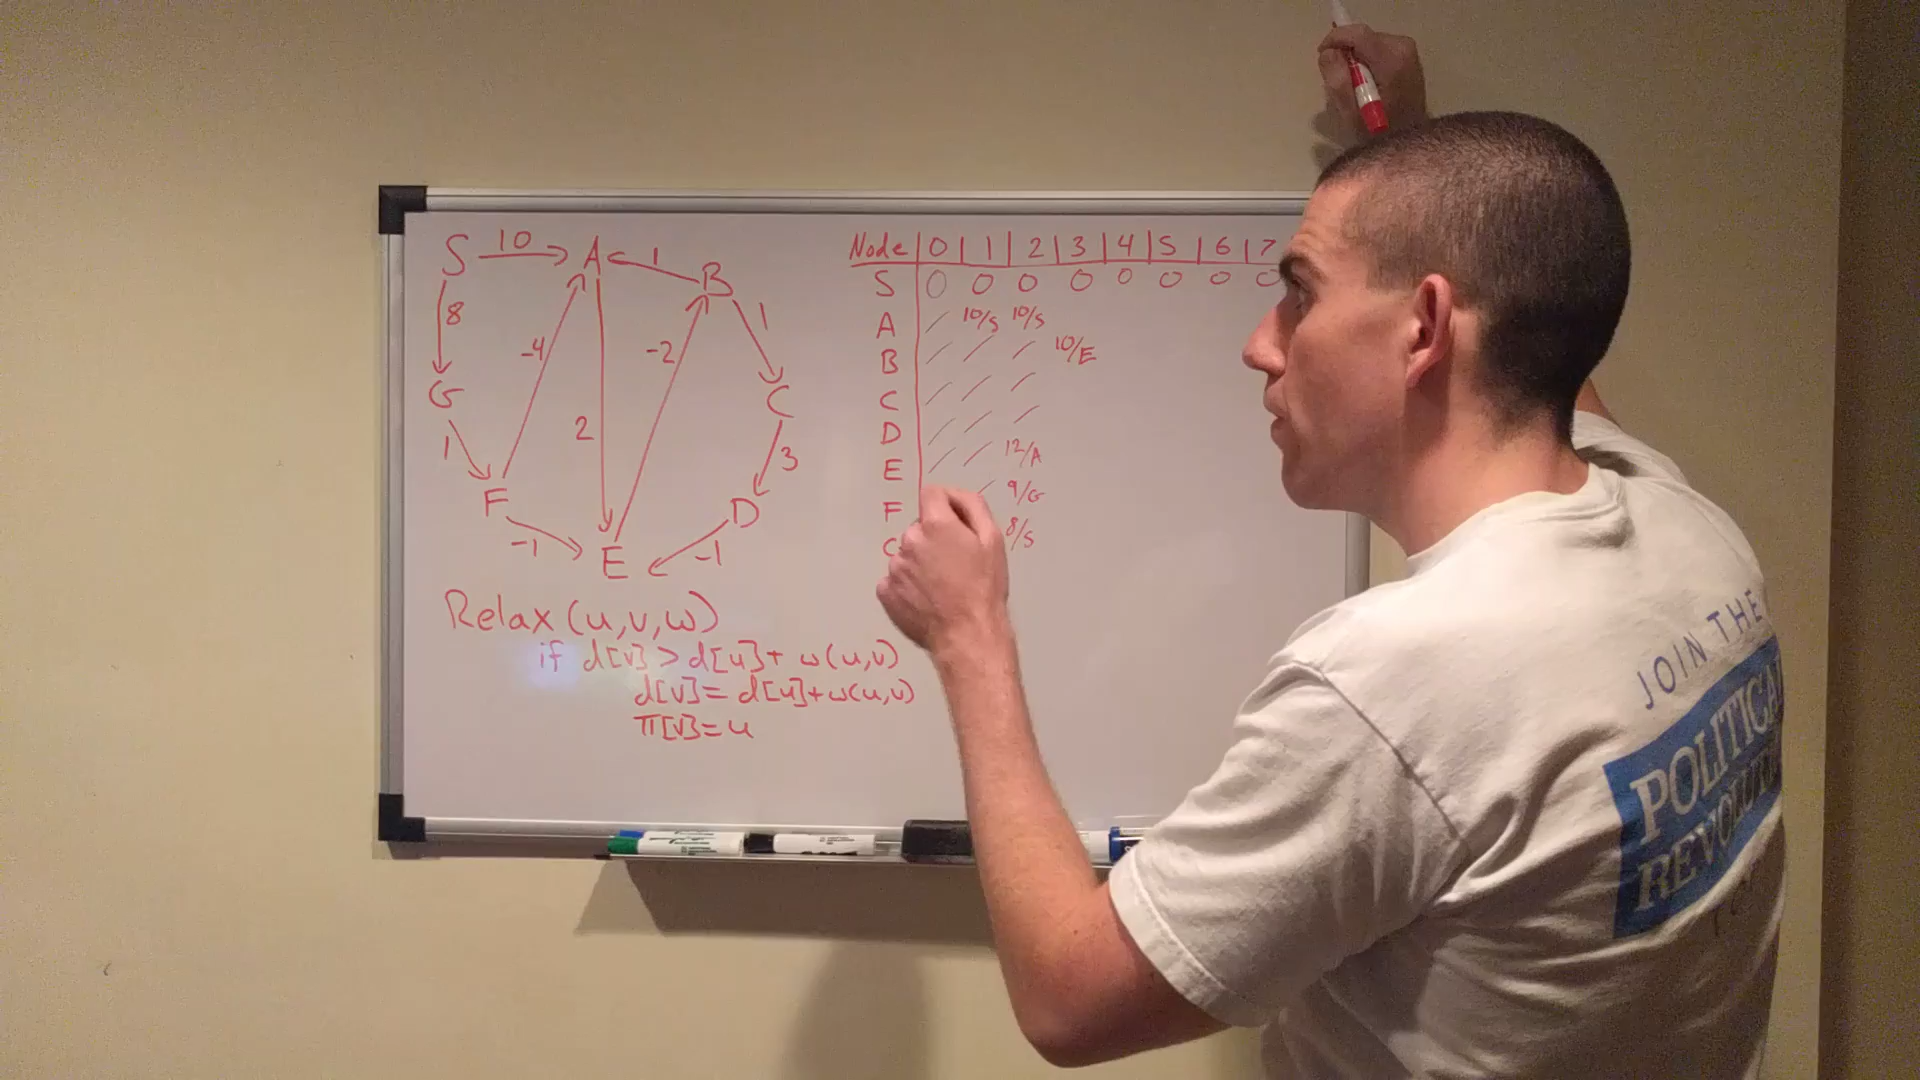 S 10 A 1 B
8 -4 2 -2 1
G C
1 3
F D
-1 E -1
Relax (u,v,w)
if d[v] > d[u] + w(u,v)
d[v] = d[u]+w(u,v)
π[v] = u
Node | 0 | 1 | 2 | 3 | 4 | 5 | 6 | 7
S 0 0 0 0 0 0 0 0
A / 10/S 10/S
B / / / 10/E
C / / /
D / / /
E / / 12/A
F / 9/G
8/S
JOIN THE
POLITICAL